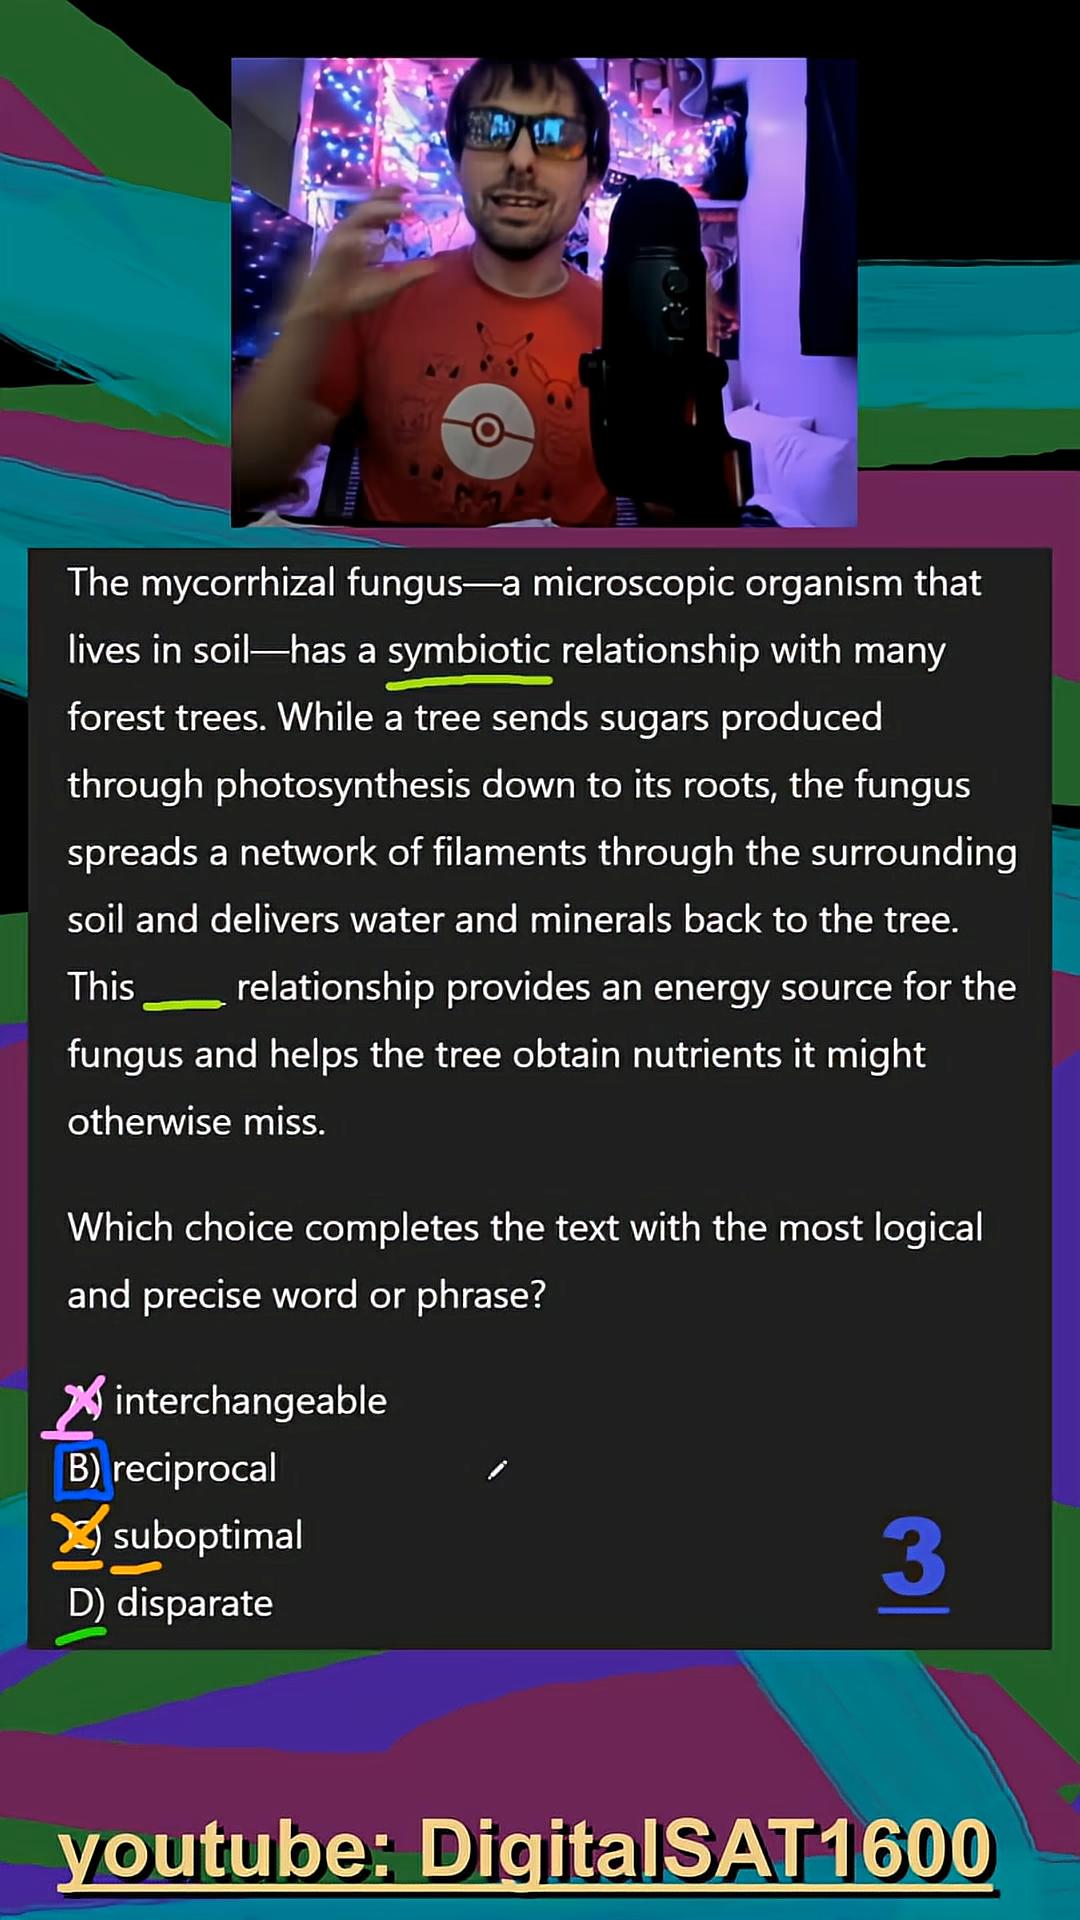 The mycorrhizal fungus—a microscopic organism that
lives in soil—has a symbiotic relationship with many
forest trees. While a tree sends sugars produced
through photosynthesis down to its roots, the fungus
spreads a network of filaments through the surrounding
soil and delivers water and minerals back to the tree.
This ____ relationship provides an energy source for the
fungus and helps the tree obtain nutrients it might
otherwise miss.
Which choice completes the text with the most logical
and precise word or phrase?
A) interchangeable
B) reciprocal
C) suboptimal
D) disparate
3
youtube: DigitalSAT1600